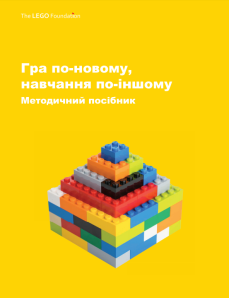 The LEGO Foundation
Гра по-новому,
навчання по-іншому
Методичний посібник